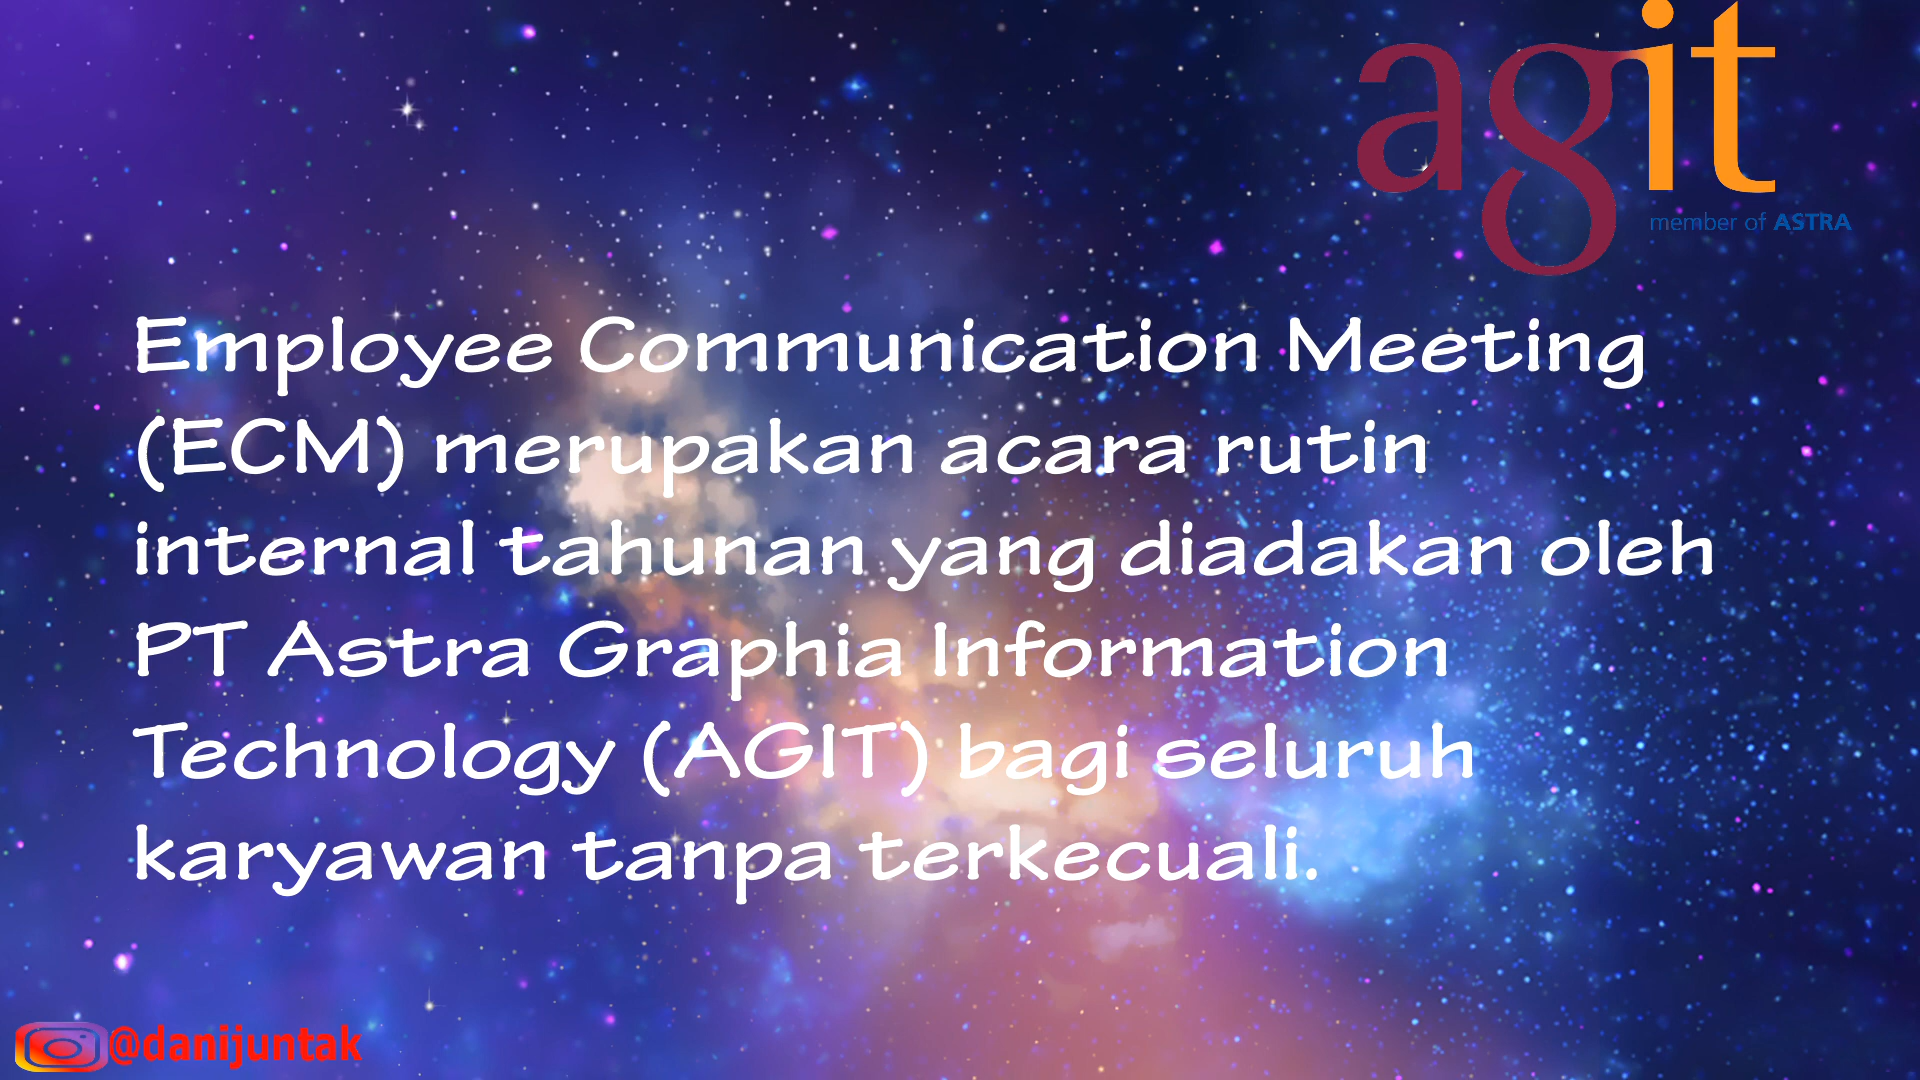 agit
member of ASTRA
Employee Communication Meeting
(ECM) merupakan acara rutin
internal tahunan yang diadakan oleh
PT Astra Graphia Information
Technology (AGIT) bagi seluruh
karyawan tanpa terkecuali.
@danijuntak